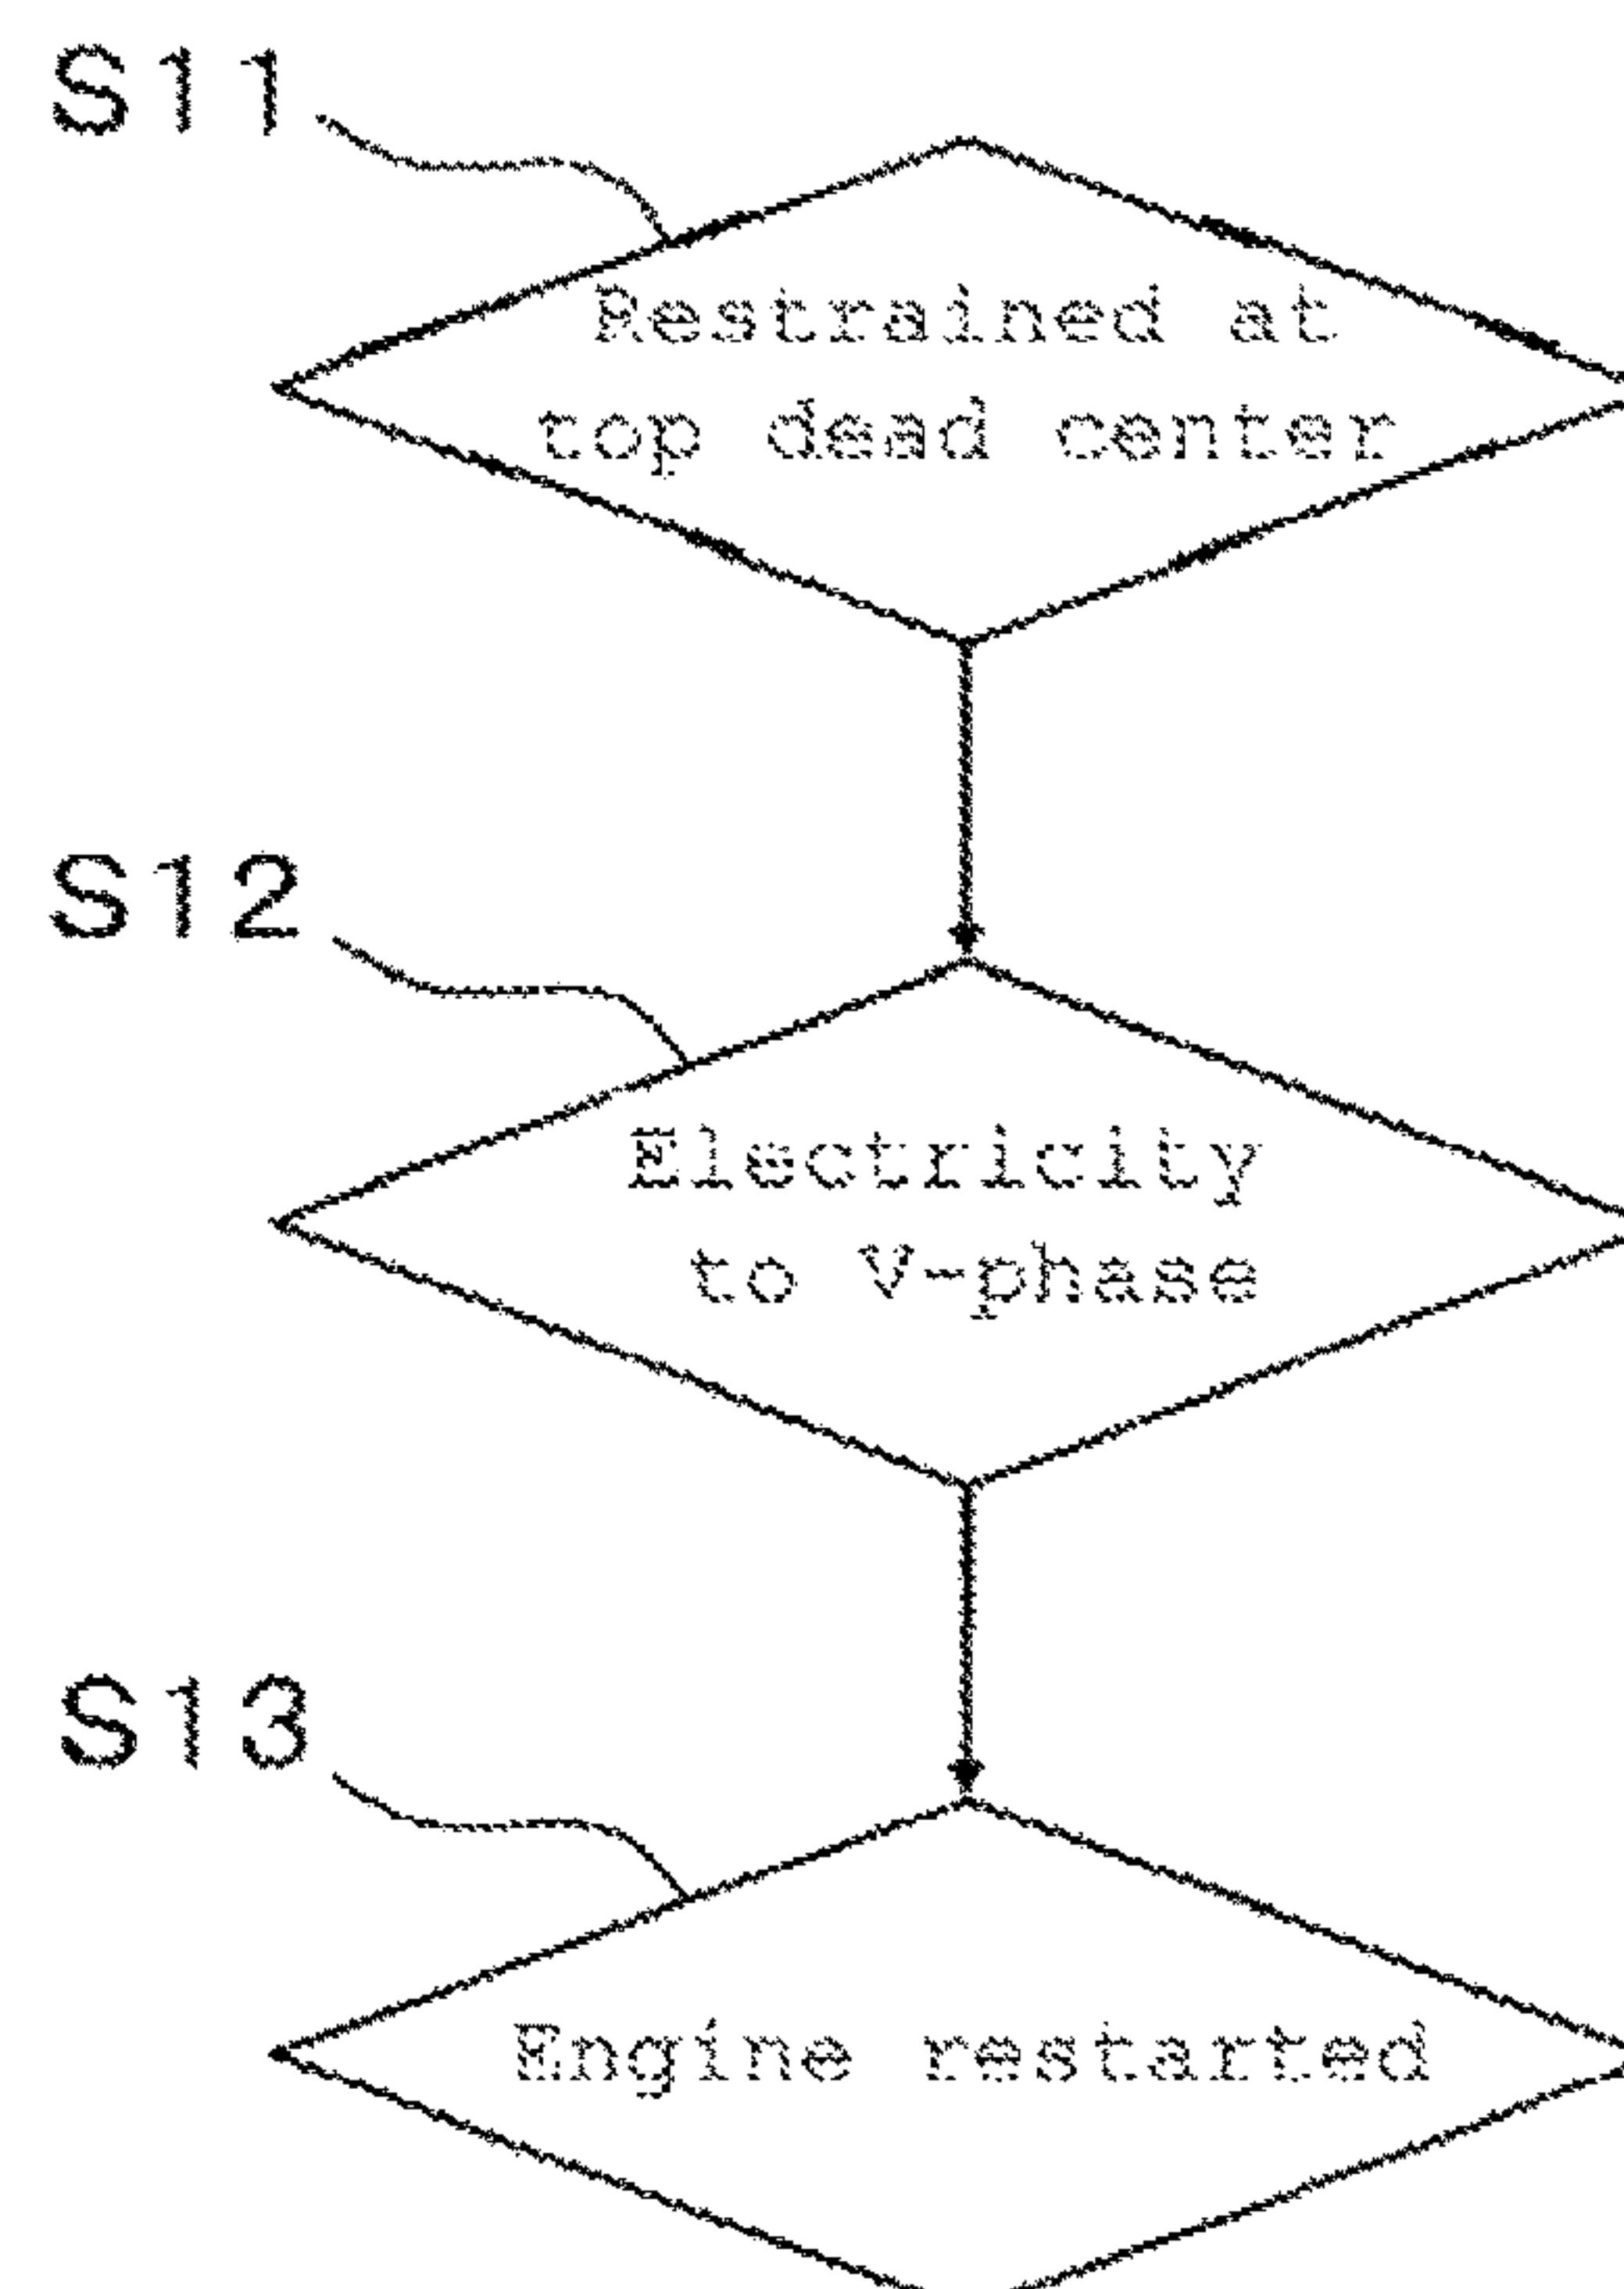 S11
Restrained at
top dead center
S12
Electricity
to V-phase
S13
Engine restarted